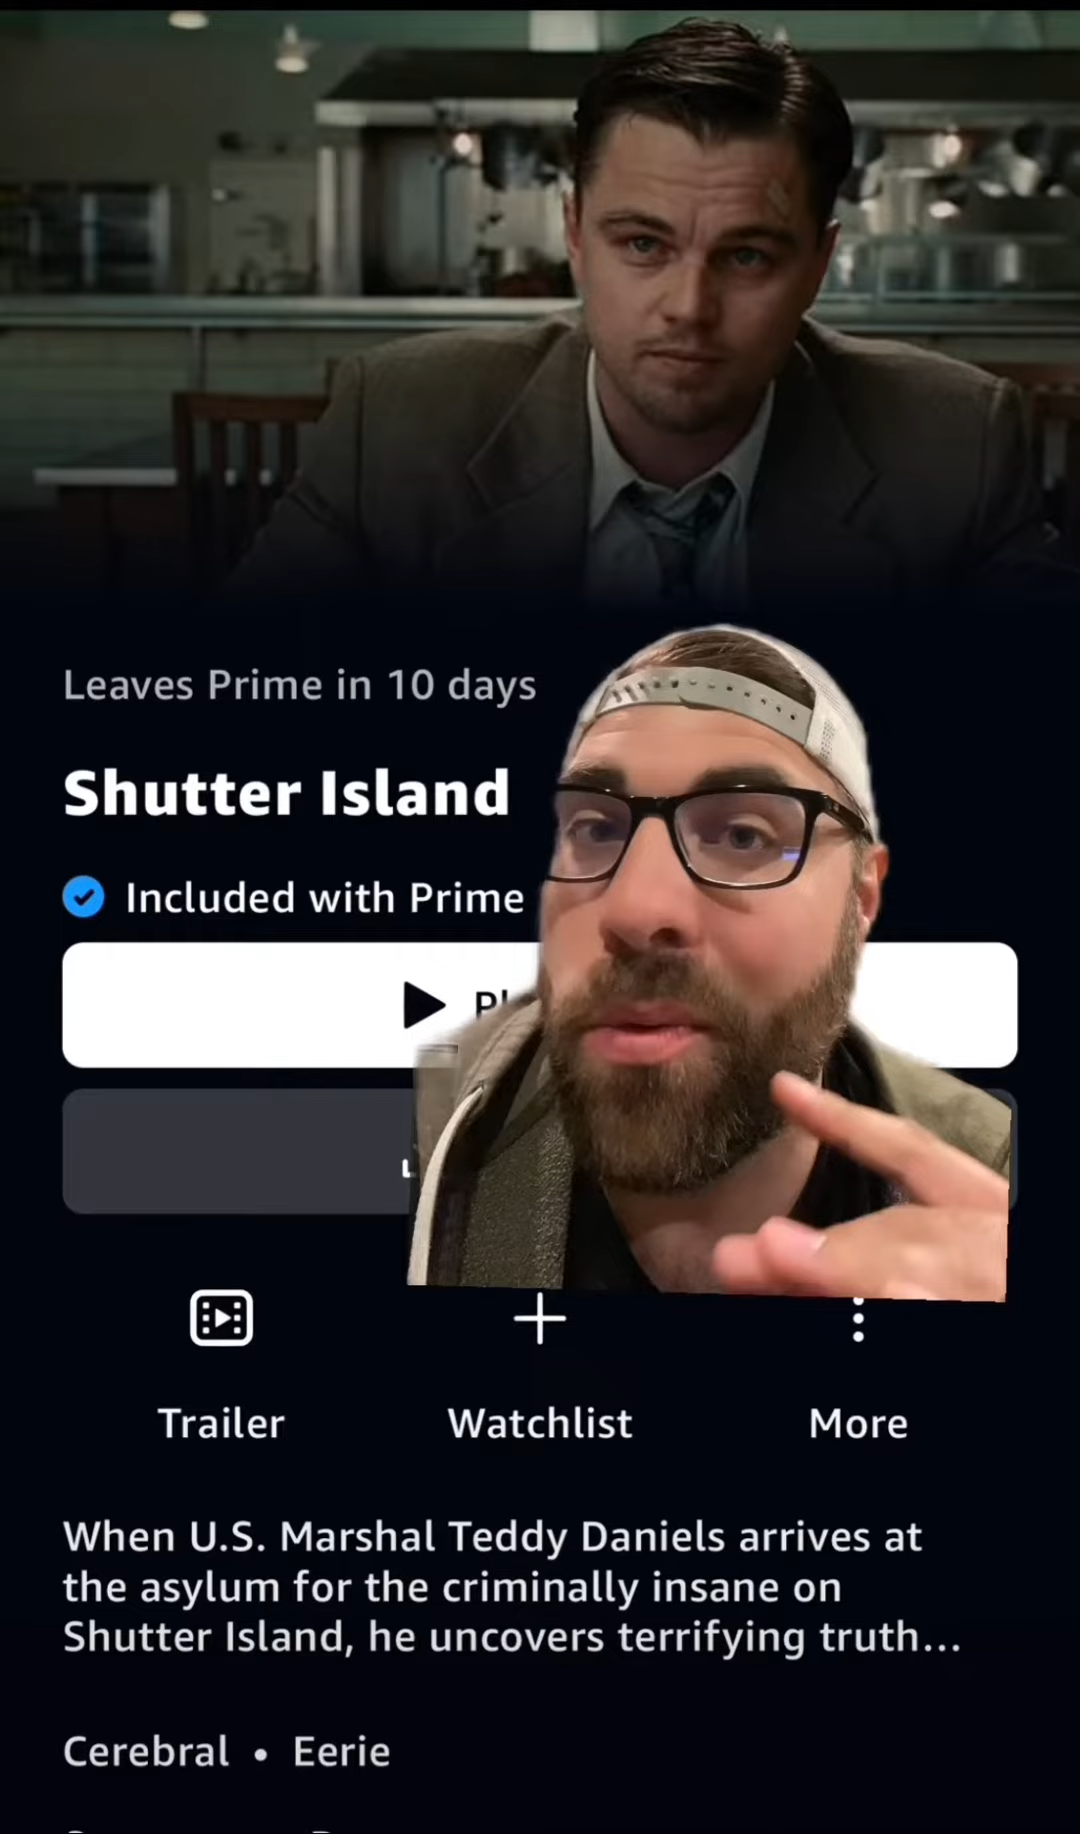 Leaves Prime in 10 days
Shutter Island
Included with Prime
Trailer
Watchlist
More
When U.S. Marshal Teddy Daniels arrives at
the asylum for the criminally insane on
Shutter Island, he uncovers terrifying truth...
Cerebral • Eerie